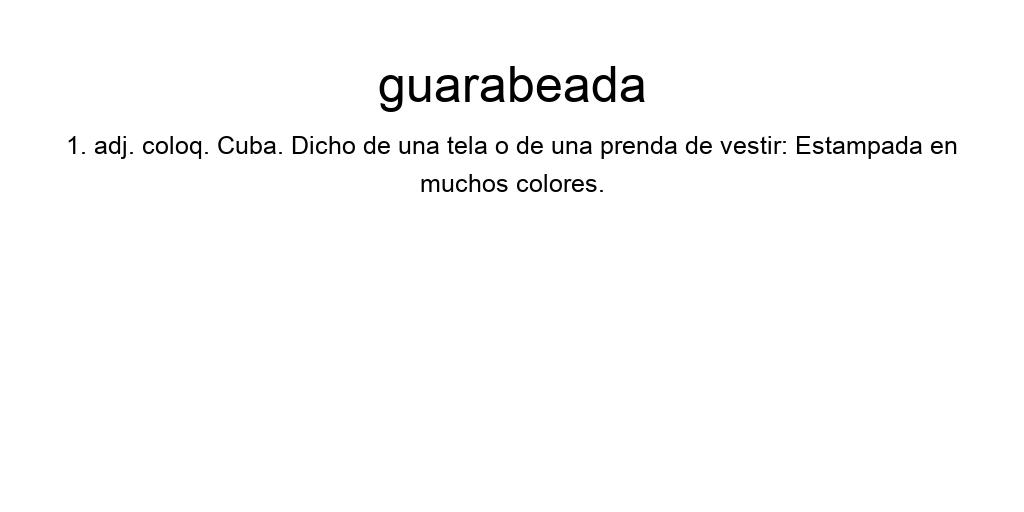 guarabeada
1. adj. coloq. Cuba. Dicho de una tela o de una prenda de vestir: Estampada en
muchos colores.